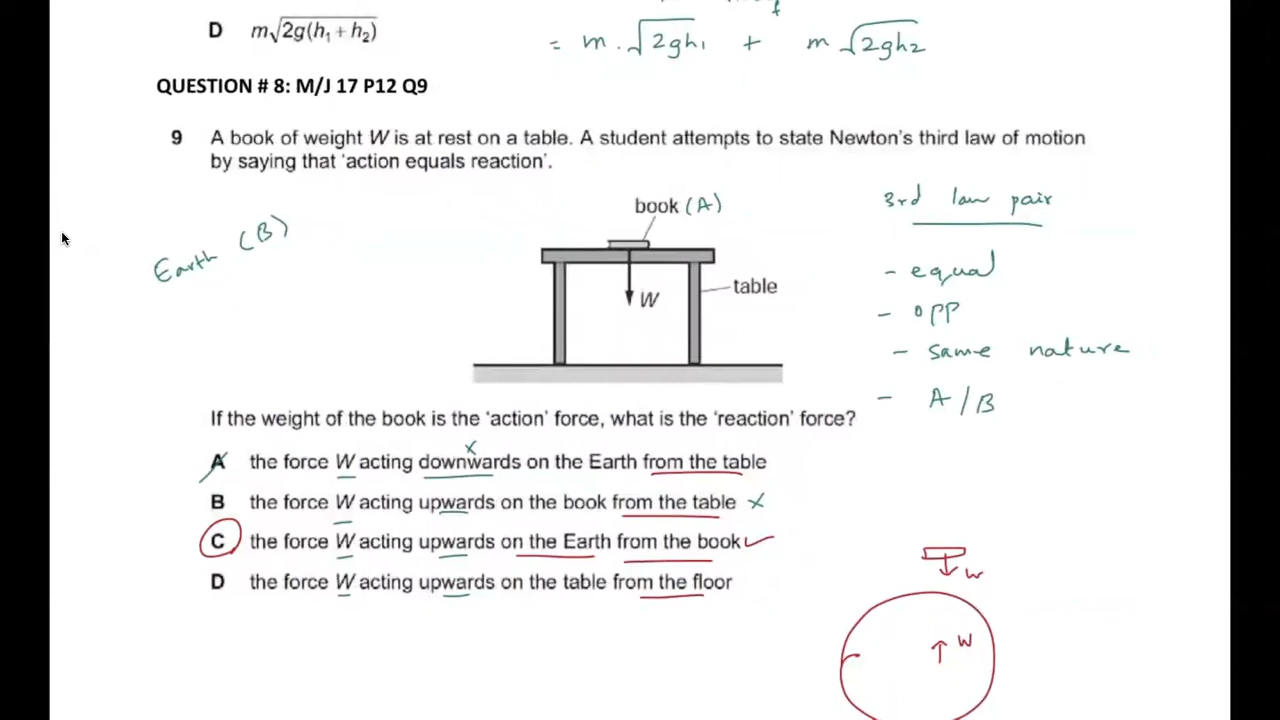 D m√2g(h₁ + h₂)
= m.√2gh₁ + m√2gh₂
QUESTION # 8: M/J 17 P12 Q9
9 A book of weight W is at rest on a table. A student attempts to state Newton's third law of motion
by saying that 'action equals reaction'.
book (A)
3rd law pair
Earth (B)
- equal
table
W
- opp
- same nature
- A/B
If the weight of the book is the 'action' force, what is the 'reaction' force?
A the force W acting downwards on the Earth from the table
B the force W acting upwards on the book from the table x
C the force W acting upwards on the Earth from the book ✓
D the force W acting upwards on the table from the floor
W
W